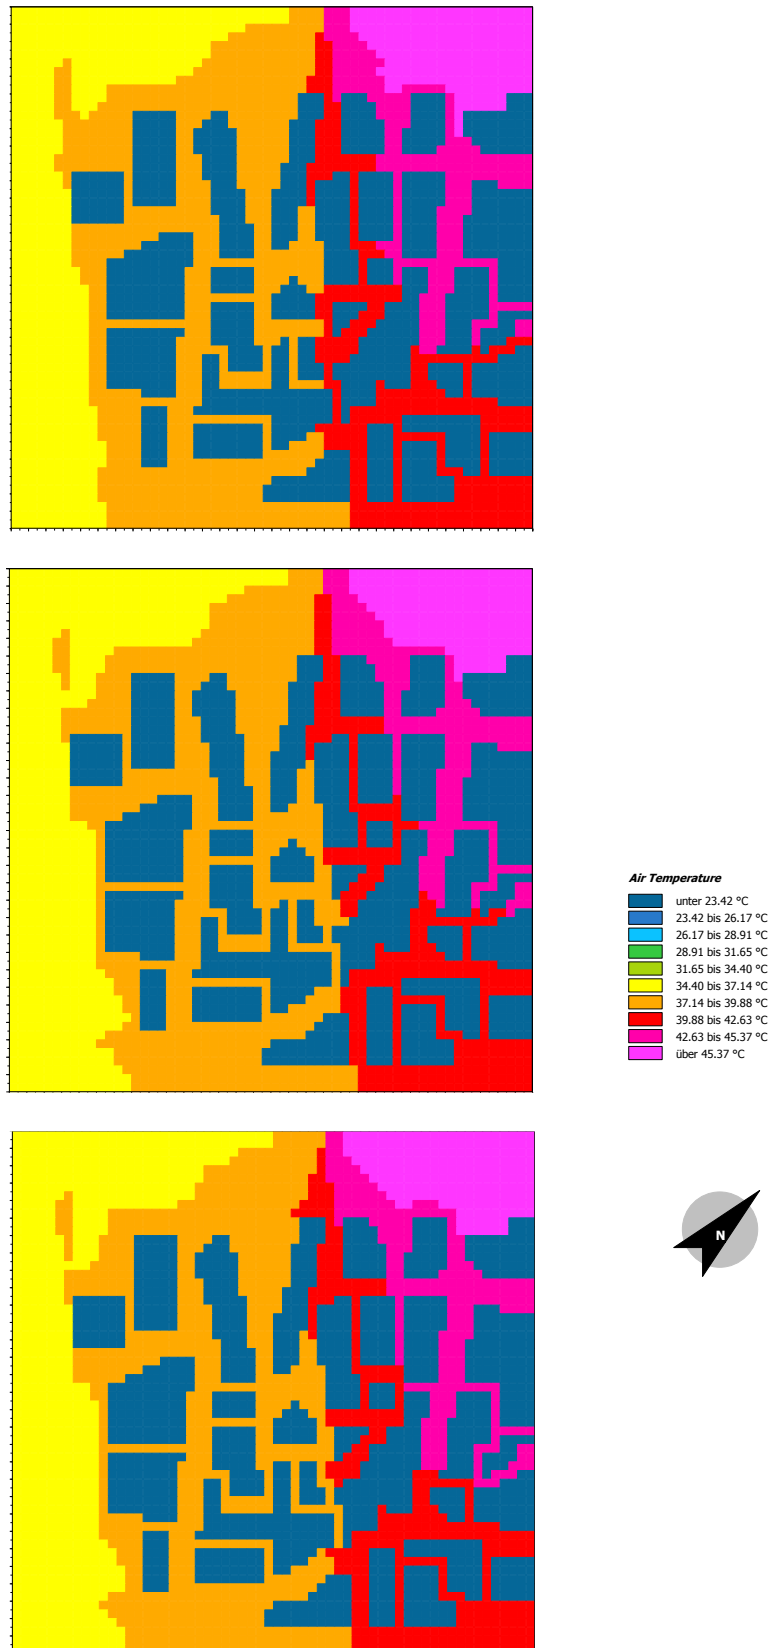 Air Temperature
unter 23.42 °C
23.42 bis 26.17 °C
26.17 bis 28.91 °C
28.91 bis 31.65 °C
31.65 bis 34.40 °C
34.40 bis 37.14 °C
37.14 bis 39.88 °C
39.88 bis 42.63 °C
42.63 bis 45.37 °C
über 45.37 °C
N